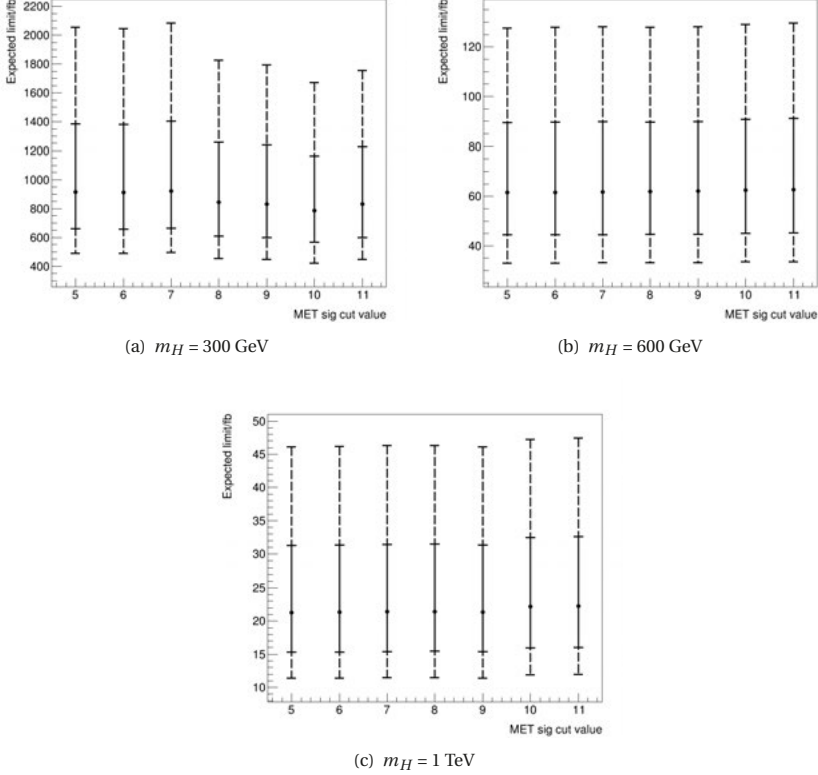 Expected limit/fb
2200
2000
1800
1600
1400
1200
1000
800
600
400
5 6 7 8 9 10 11
MET sig cut value
(a) m_H = 300 GeV
Expected limit/fb
120
100
80
60
40
5 6 7 8 9 10 11
MET sig cut value
(b) m_H = 600 GeV
Expected limit/fb
50
45
40
35
30
25
20
15
10
5 6 7 8 9 10 11
MET sig cut value
(c) m_H = 1 TeV